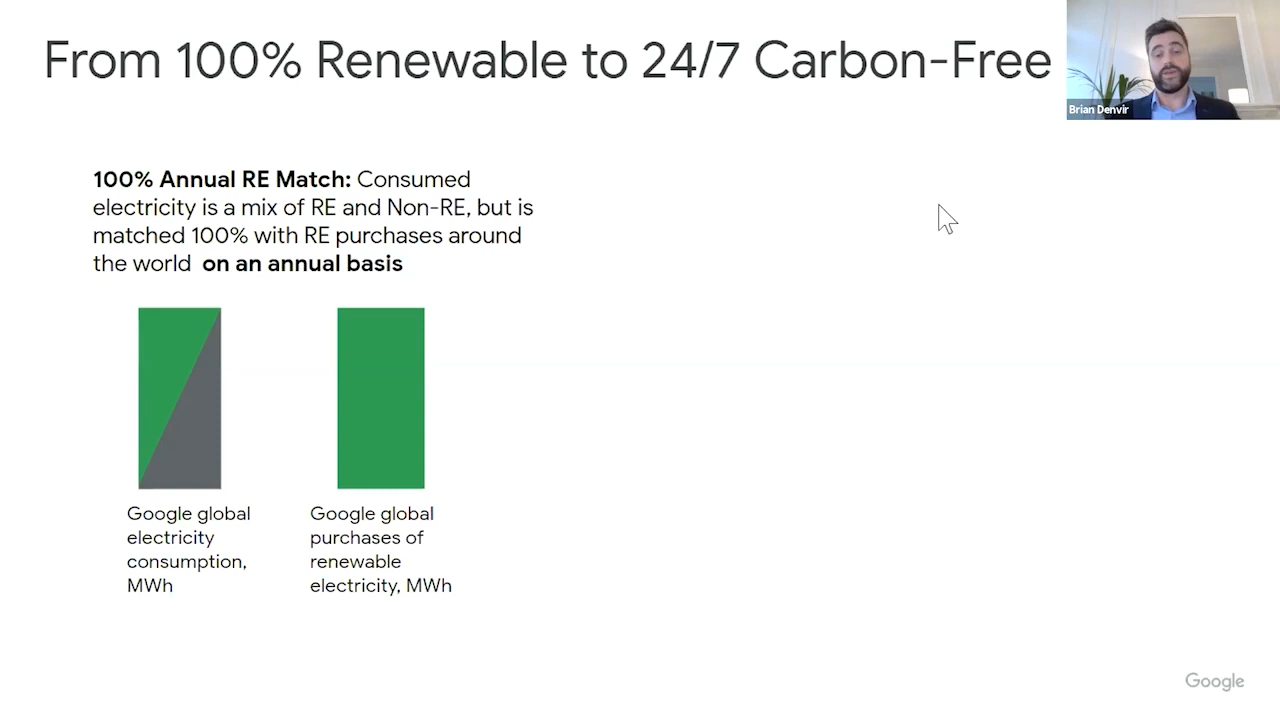 From 100% Renewable to 24/7 Carbon-Free
Brian Denvir
100% Annual RE Match: Consumed
electricity is a mix of RE and Non-RE, but is
matched 100% with RE purchases around
the world on an annual basis
Google global
electricity
consumption,
MWh
Google global
purchases of
renewable
electricity, MWh
Google